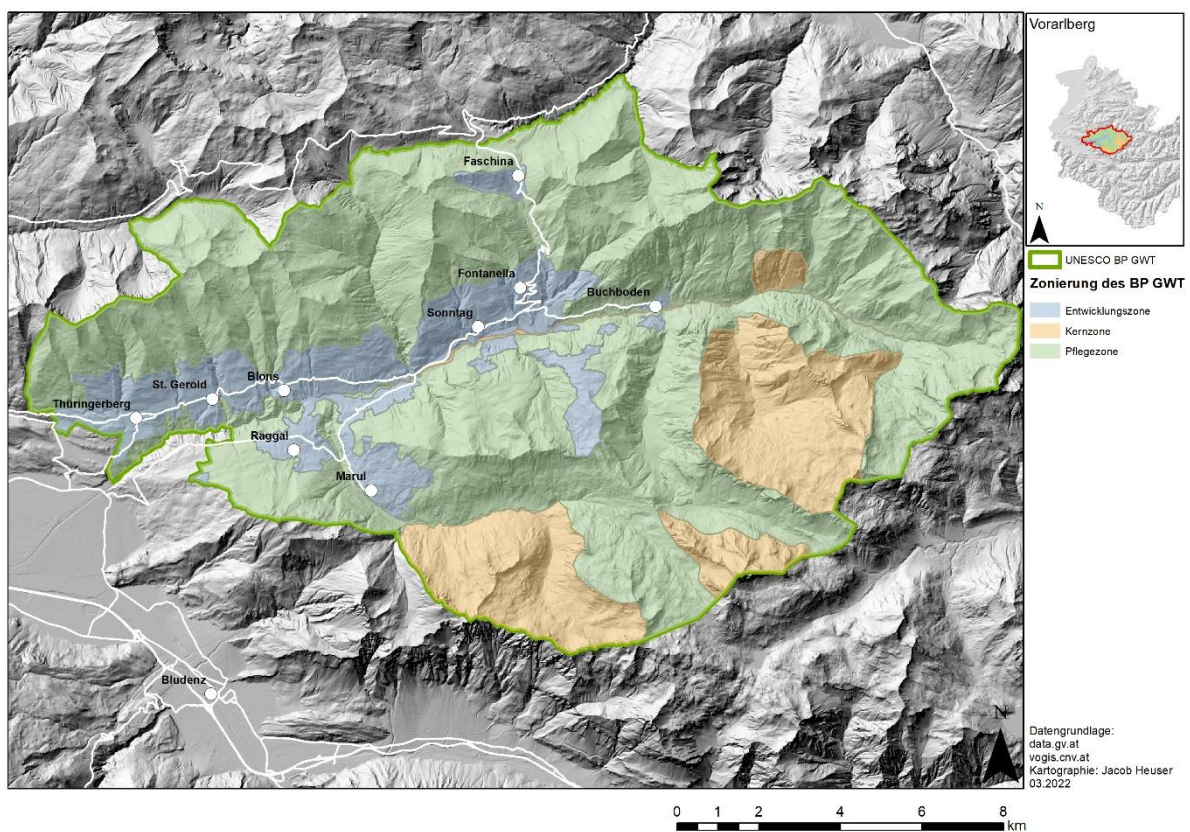 Faschina
Fontanella
Buchboden
Sonntag
Blons
St. Gerold
Thüringerberg
Raggal
Marul
Bludenz
N
Vorarlberg
N
UNESCO BP GWT
Zonierung des BP GWT
Entwicklungszone
Kernzone
Pflegezone
Datengrundlage:
data.gv.at
vogis.cnv.at
Kartographie: Jacob Heuser
03.2022
0 1 2 4 6 8
km